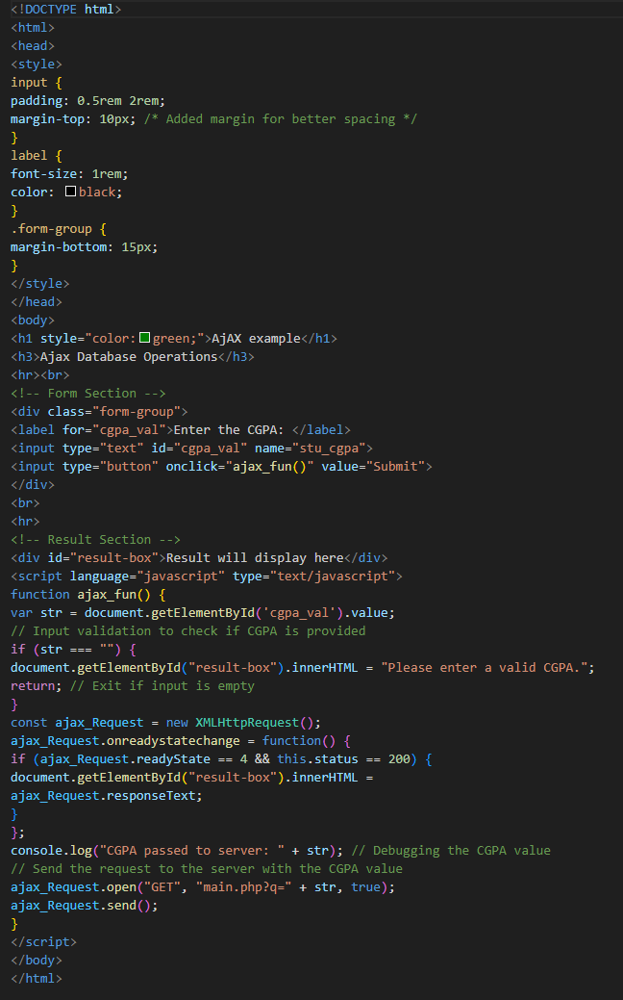 <!DOCTYPE html>
<html>
<head>
<style>
input {
padding: 0.5rem 2rem;
margin-top: 10px; /* Added margin for better spacing */
}
label {
font-size: 1rem;
color: black;
}
.form-group {
margin-bottom: 15px;
}
</style>
</head>
<body>
<h1 style="color:green;">AjAX example</h1>
<h3>Ajax Database Operations</h3>
<hr><br>
<!-- Form Section -->
<div class="form-group">
<label for="cgpa_val">Enter the CGPA: </label>
<input type="text" id="cgpa_val" name="stu_cgpa">
<input type="button" onclick="ajax_fun()" value="Submit">
</div>
<br>
<hr>
<!-- Result Section -->
<div id="result-box">Result will display here</div>
<script language="javascript" type="text/javascript">
function ajax_fun() {
var str = document.getElementById('cgpa_val').value;
// Input validation to check if CGPA is provided
if (str === "") {
document.getElementById("result-box").innerHTML = "Please enter a valid CGPA.";
return; // Exit if input is empty
}
const ajax_Request = new XMLHttpRequest();
ajax_Request.onreadystatechange = function() {
if (ajax_Request.readyState == 4 && this.status == 200) {
document.getElementById("result-box").innerHTML =
ajax_Request.responseText;
}
};
console.log("CGPA passed to server: " + str); // Debugging the CGPA value
// Send the request to the server with the CGPA value
ajax_Request.open("GET", "main.php?q=" + str, true);
ajax_Request.send();
}
</script>
</body>
</html>